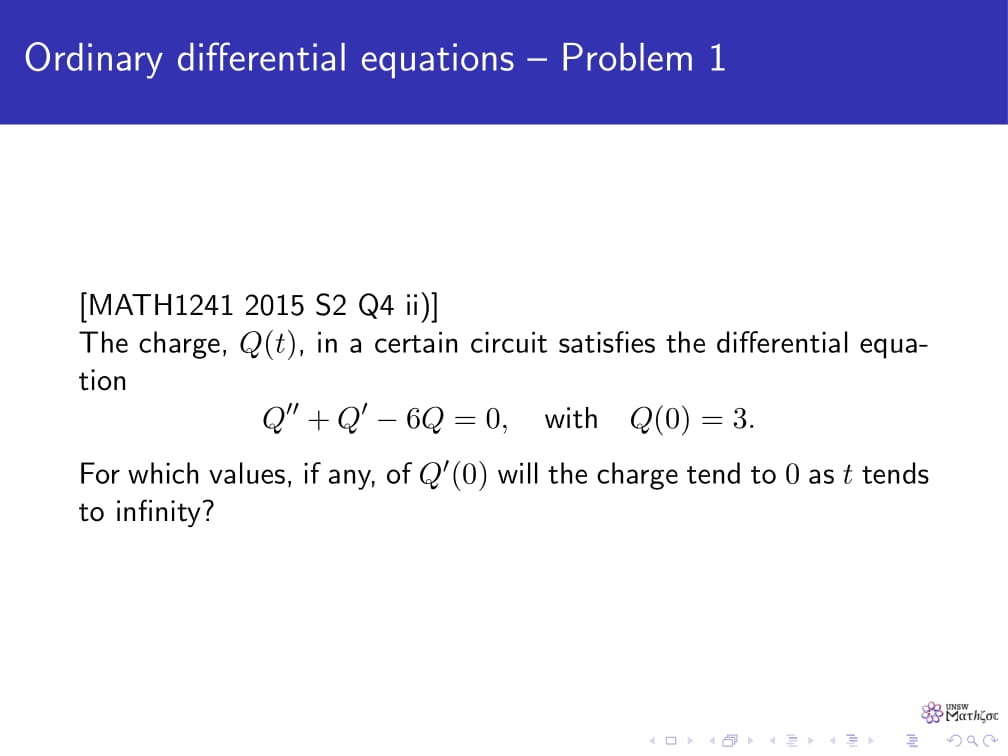 Ordinary differential equations – Problem 1
[MATH1241 2015 S2 Q4 ii)]
The charge, Q(t), in a certain circuit satisfies the differential equa-
tion
Q″ + Q′ − 6Q = 0, with Q(0) = 3.
For which values, if any, of Q′(0) will the charge tend to 0 as t tends
to infinity?
UNSW
Mατhζoc